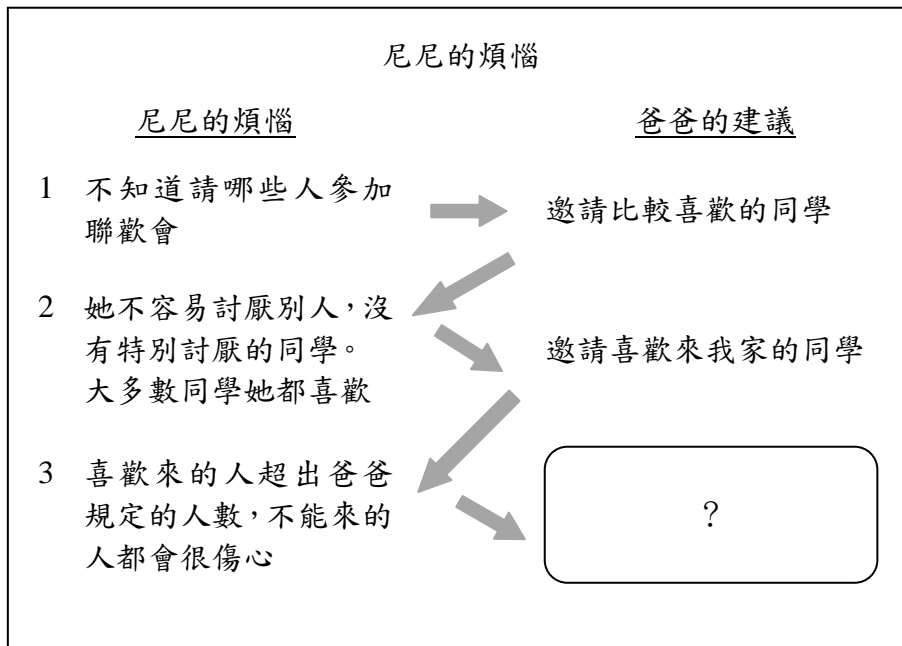 尼尼的煩惱
尼尼的煩惱
爸爸的建議
1 不知道請哪些人參加
聯歡會
邀請比較喜歡的同學
2 她不容易討厭別人,沒
有特別討厭的同學。
大多數同學她都喜歡
邀請喜歡來我家的同學
3 喜歡來的人超出爸爸
規定的人數,不能來的
人都會很傷心
?